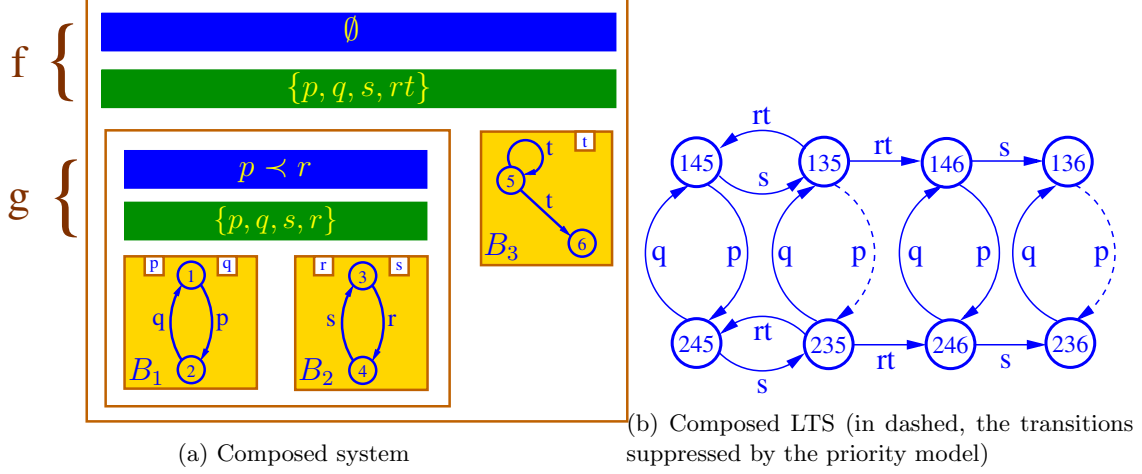 f {
∅
{p, q, s, rt}
g {
p ≺ r
{p, q, s, r}
t
t
5
t
6
B3
p
q
1
q
p
2
B1
r
s
3
s
r
4
B2
(a) Composed system
rt
145
135
rt
146
s
136
s
q
p
q
p
q
p
q
p
rt
245
235
rt
246
s
236
s
(b) Composed LTS (in dashed, the transitions
suppressed by the priority model)